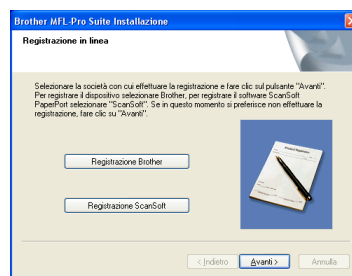 Brother MFL-Pro Suite Installazione
Registrazione in linea
Selezionare la società con cui effettuare la registrazione e fare clic sul pulsante "Avanti".
Per registrare il dispositivo selezionare Brother, per registrare il software ScanSoft
PaperPort selezionare "ScanSoft". Se in questo momento si preferisce non effettuare la
registrazione, fare clic su "Avanti".
Registrazione Brother
Registrazione ScanSoft
< Indietro Avanti > Annulla